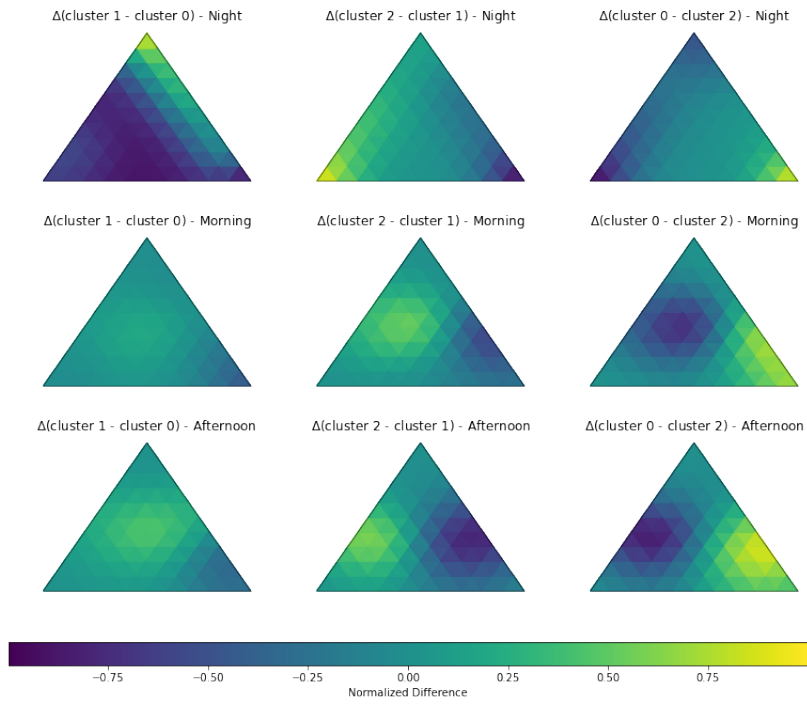 Δ(cluster 1 - cluster 0) - Night
Δ(cluster 2 - cluster 1) - Night
Δ(cluster 0 - cluster 2) - Night
Δ(cluster 1 - cluster 0) - Morning
Δ(cluster 2 - cluster 1) - Morning
Δ(cluster 0 - cluster 2) - Morning
Δ(cluster 1 - cluster 0) - Afternoon
Δ(cluster 2 - cluster 1) - Afternoon
Δ(cluster 0 - cluster 2) - Afternoon
−0.75
−0.50
−0.25
0.00
0.25
0.50
0.75
Normalized Difference